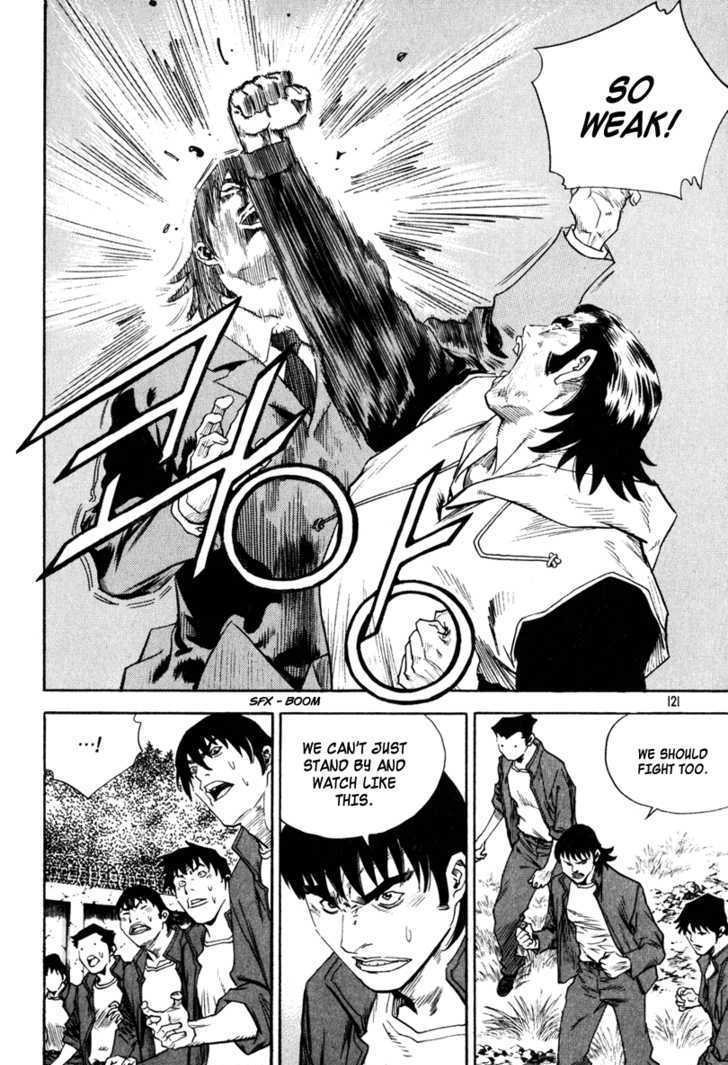 SO
WEAK!
콰앙
SFX - BOOM
121
...!
WE CAN'T JUST
STAND BY AND
WATCH LIKE
THIS.
WE SHOULD
FIGHT TOO.